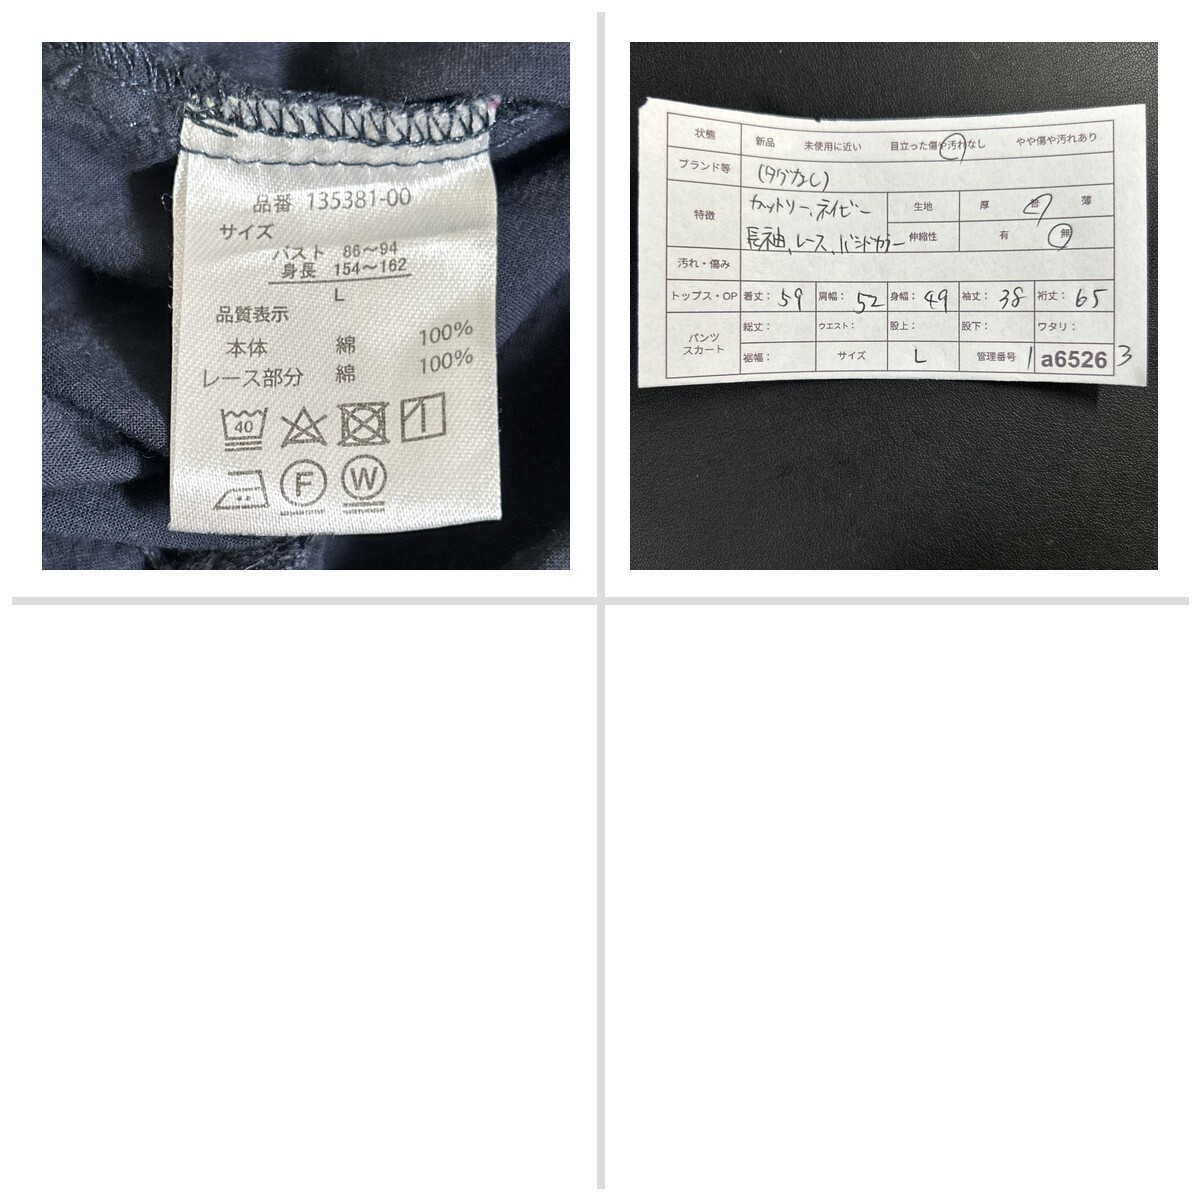 品番 135381-00
サイズ
バスト 86〜94
身長 154〜162
L
品質表示
本体 綿 100%
レース部分 綿 100%
40
F W
状態 新品 未使用に近い 目立った傷や汚れなし やや傷や汚れあり
ブランド等 (タグなし)
特徴 カットソー、ネイビー 生地 厚 普 薄
長袖、レース、バンドカラー 伸縮性 有 無
汚れ・傷み
トップス・OP 着丈: 59 肩幅: 52 身幅: 49 袖丈: 38 裄丈: 65
パンツ スカート 総丈: ウエスト: 股上: 股下: ワタリ:
裾幅: サイズ L 管理番号 1 a6526 3